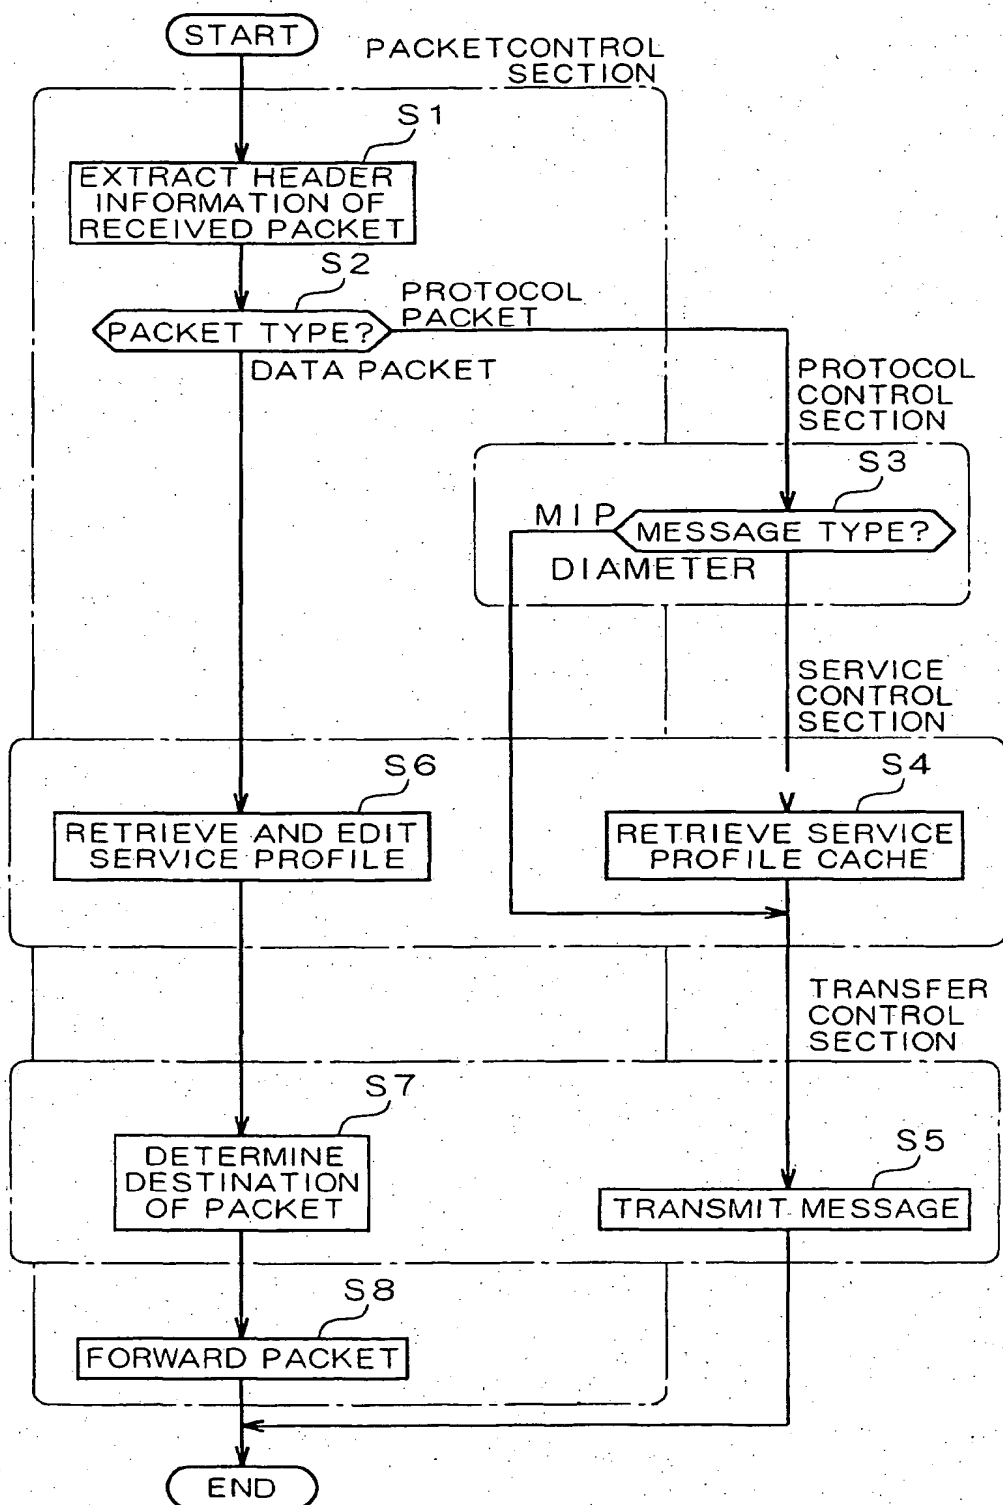 START
PACKETCONTROL
SECTION
S1
EXTRACT HEADER
INFORMATION OF
RECEIVED PACKET
S2
PACKET TYPE?
PROTOCOL
PACKET
DATA PACKET
PROTOCOL
CONTROL
SECTION
S3
MIP
MESSAGE TYPE?
DIAMETER
SERVICE
CONTROL
SECTION
S6
RETRIEVE AND EDIT
SERVICE PROFILE
S4
RETRIEVE SERVICE
PROFILE CACHE
TRANSFER
CONTROL
SECTION
S7
DETERMINE
DESTINATION
OF PACKET
S5
TRANSMIT MESSAGE
S8
FORWARD PACKET
END